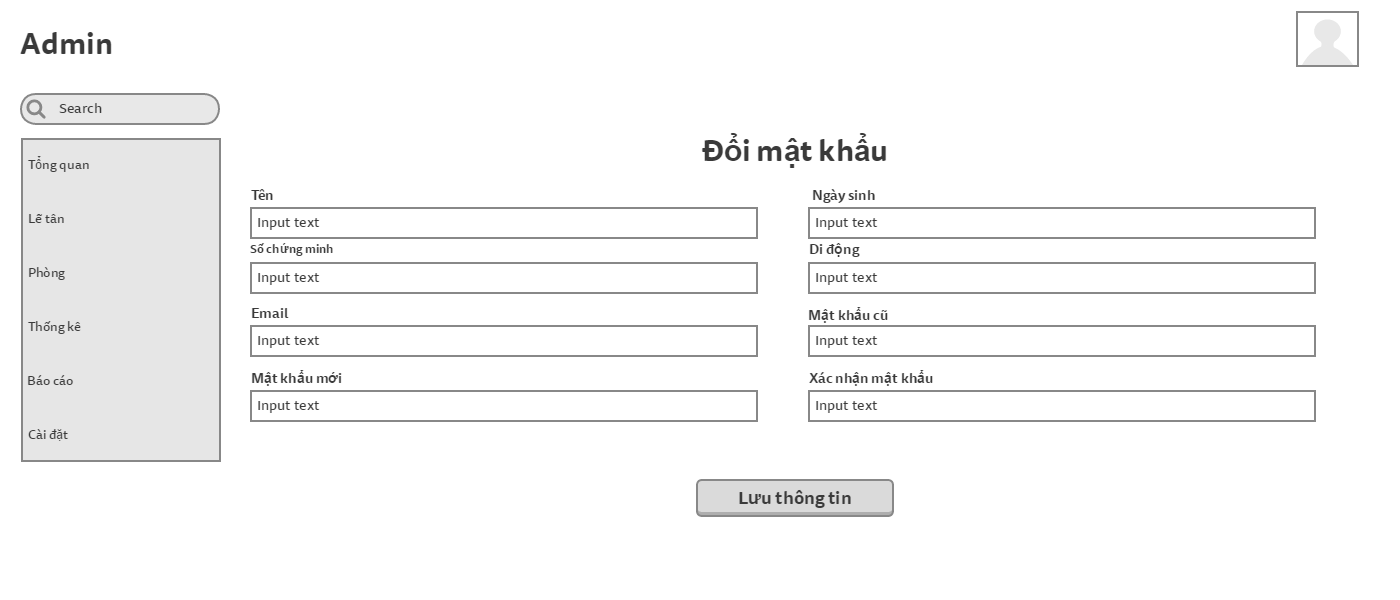 Admin
Search
Tổng quan
Lễ tân
Phòng
Thống kê
Báo cáo
Cài đặt
Đổi mật khẩu
Tên
Ngày sinh
Input text
Input text
Số chứng minh
Di động
Input text
Input text
Email
Mật khẩu cũ
Input text
Input text
Mật khẩu mới
Xác nhận mật khẩu
Input text
Input text
Lưu thông tin